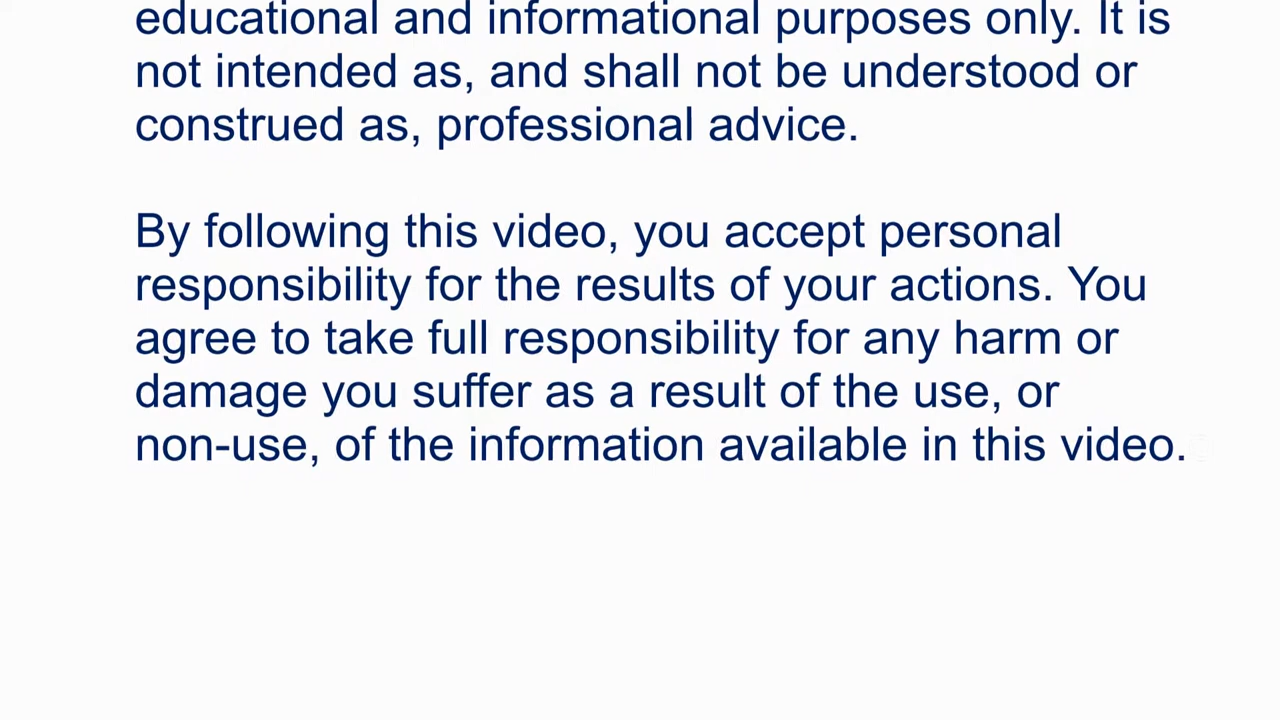 educational and informational purposes only. It is
not intended as, and shall not be understood or
construed as, professional advice.
By following this video, you accept personal
responsibility for the results of your actions. You
agree to take full responsibility for any harm or
damage you suffer as a result of the use, or
non-use, of the information available in this video.